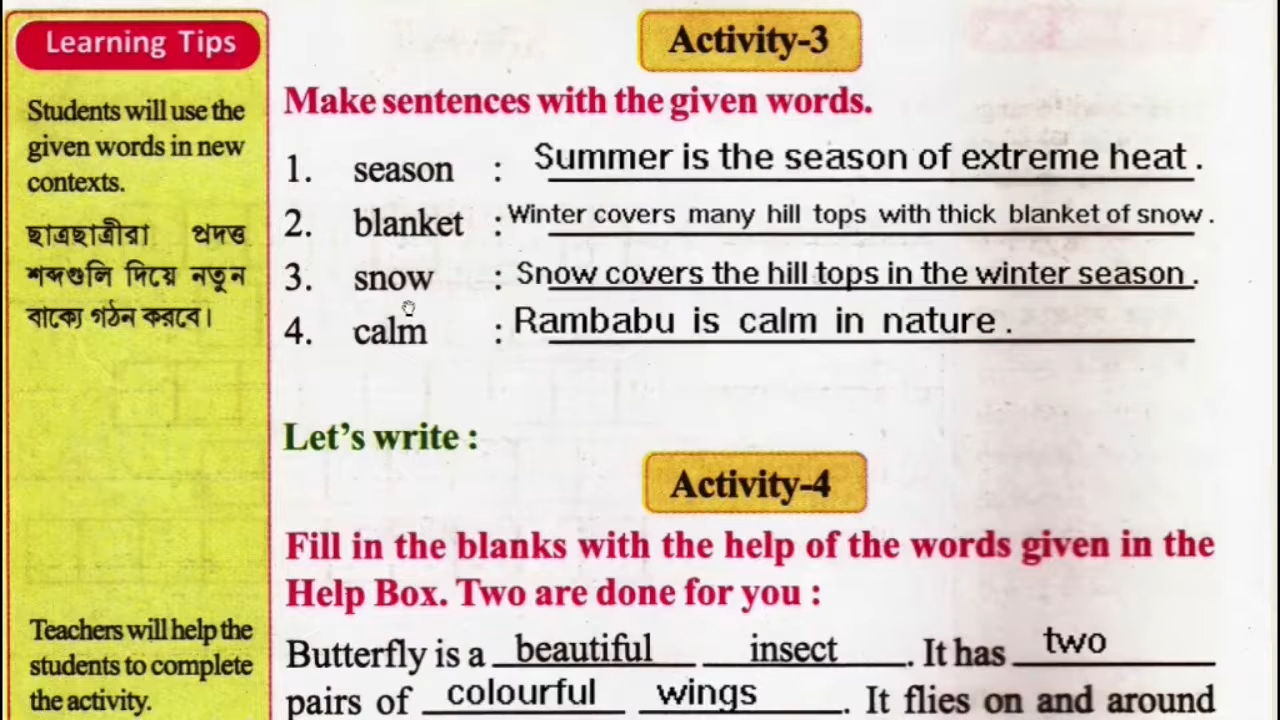 Learning Tips
Students will use the
given words in new
contexts.
ছাত্রছাত্রীরা প্রদত্ত
শব্দগুলি দিয়ে নতুন
বাক্যে গঠন করবে।
Teachers will help the
students to complete
the activity.
Activity-3
Make sentences with the given words.
1. season : Summer is the season of extreme heat.
2. blanket : Winter covers many hill tops with thick blanket of snow.
3. snow : Snow covers the hill tops in the winter season.
4. calm : Rambabu is calm in nature.
Let's write :
Activity-4
Fill in the blanks with the help of the words given in the
Help Box. Two are done for you :
Butterfly is a beautiful insect. It has two
pairs of colourful wings. It flies on and around